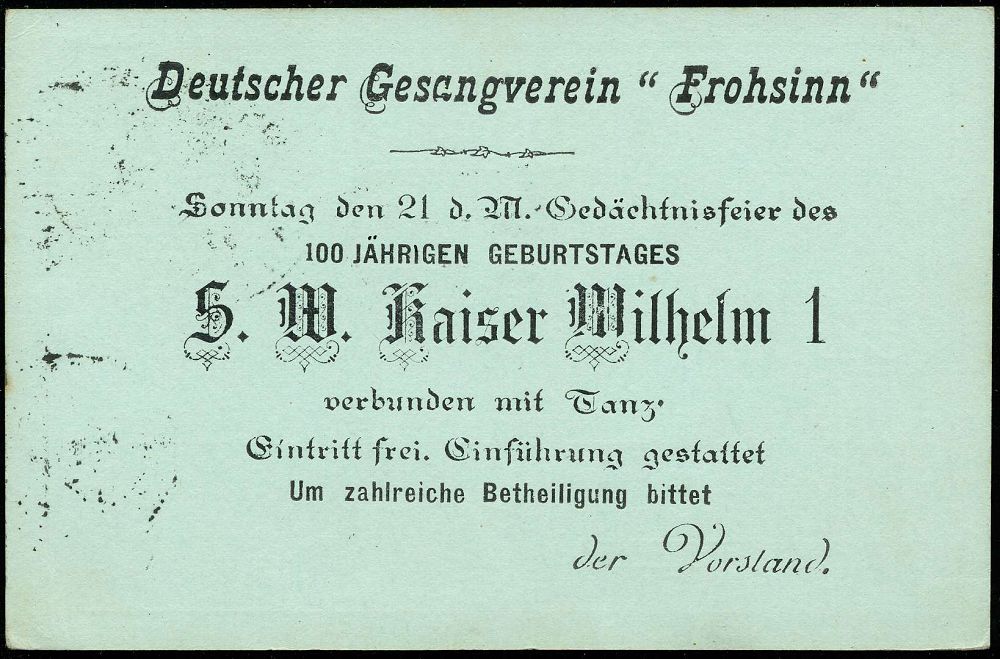 Deutscher Gesangverein “ Frohsinn“
Sonntag den 21 d. M. Gedächtnisfeier des
100 JÄHRIGEN GEBURTSTAGES
S. M. Kaiser Wilhelm 1
verbunden mit Tanz.
Eintritt frei. Einführung gestattet
Um zahlreiche Betheiligung bittet
der Vorstand.